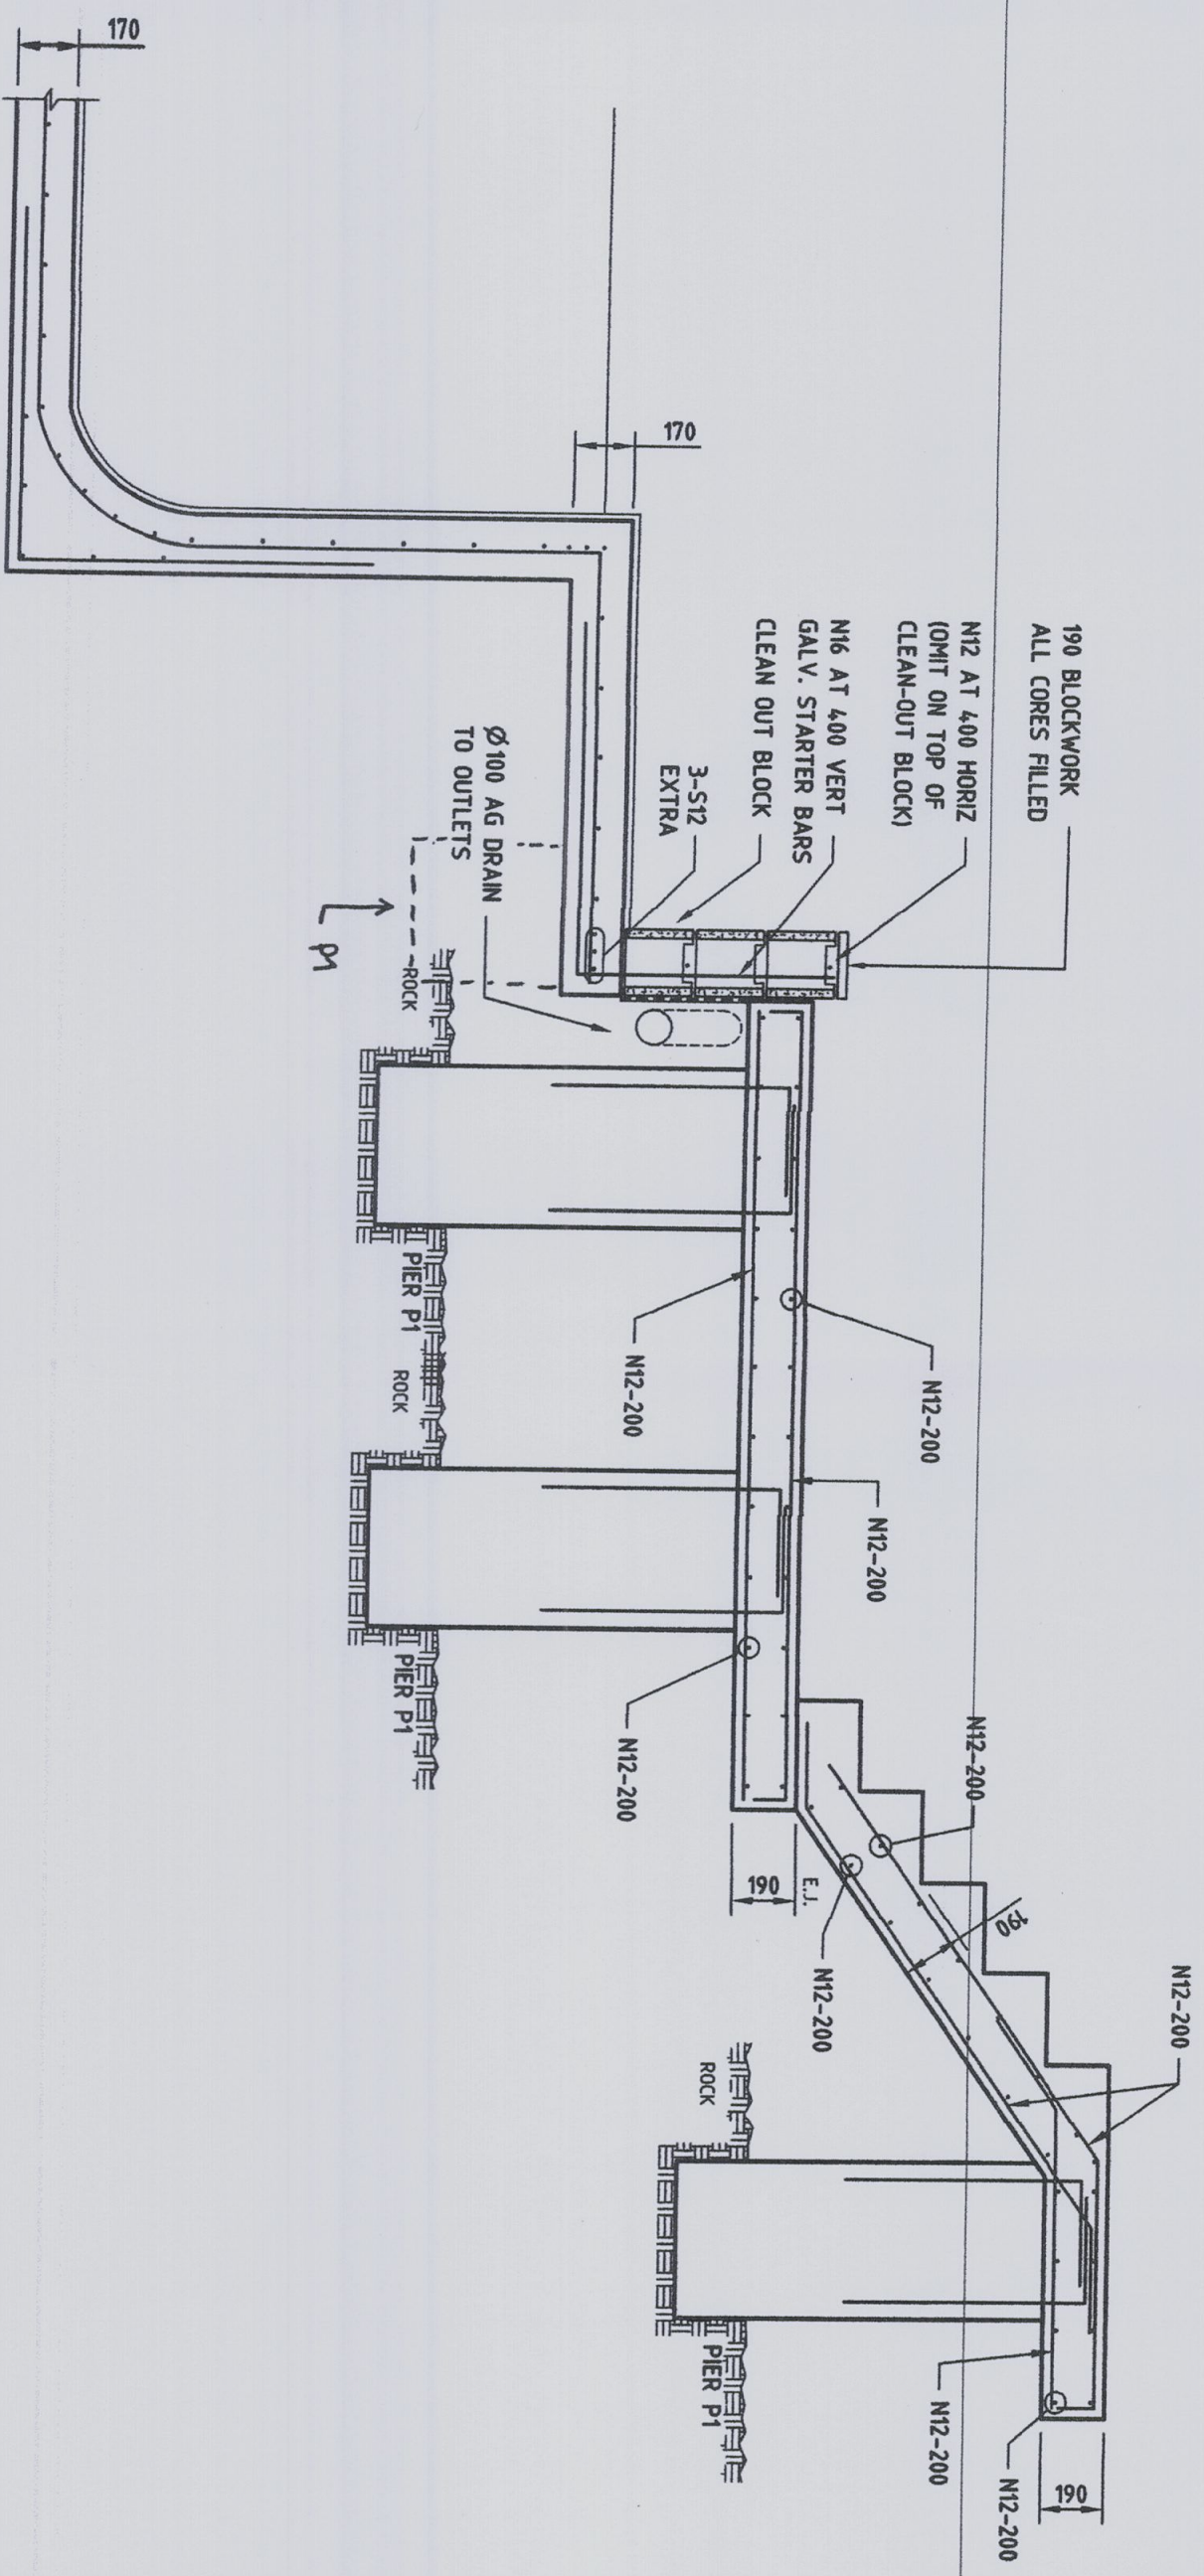 170
170
190 BLOCKWORK
ALL CORES FILLED
N12 AT 400 HORIZ
(OMIT ON TOP OF
CLEAN-OUT BLOCK)
N16 AT 400 VERT
GALV. STARTER BARS
CLEAN OUT BLOCK
3-S12
EXTRA
Ø100 AG DRAIN
TO OUTLETS
P1
ROCK
PIER P1
ROCK
N12-200
N12-200
N12-200
PIER P1
N12-200
N12-200
190
E.J.
190
N12-200
N12-200
ROCK
PIER P1
N12-200
N12-200
190